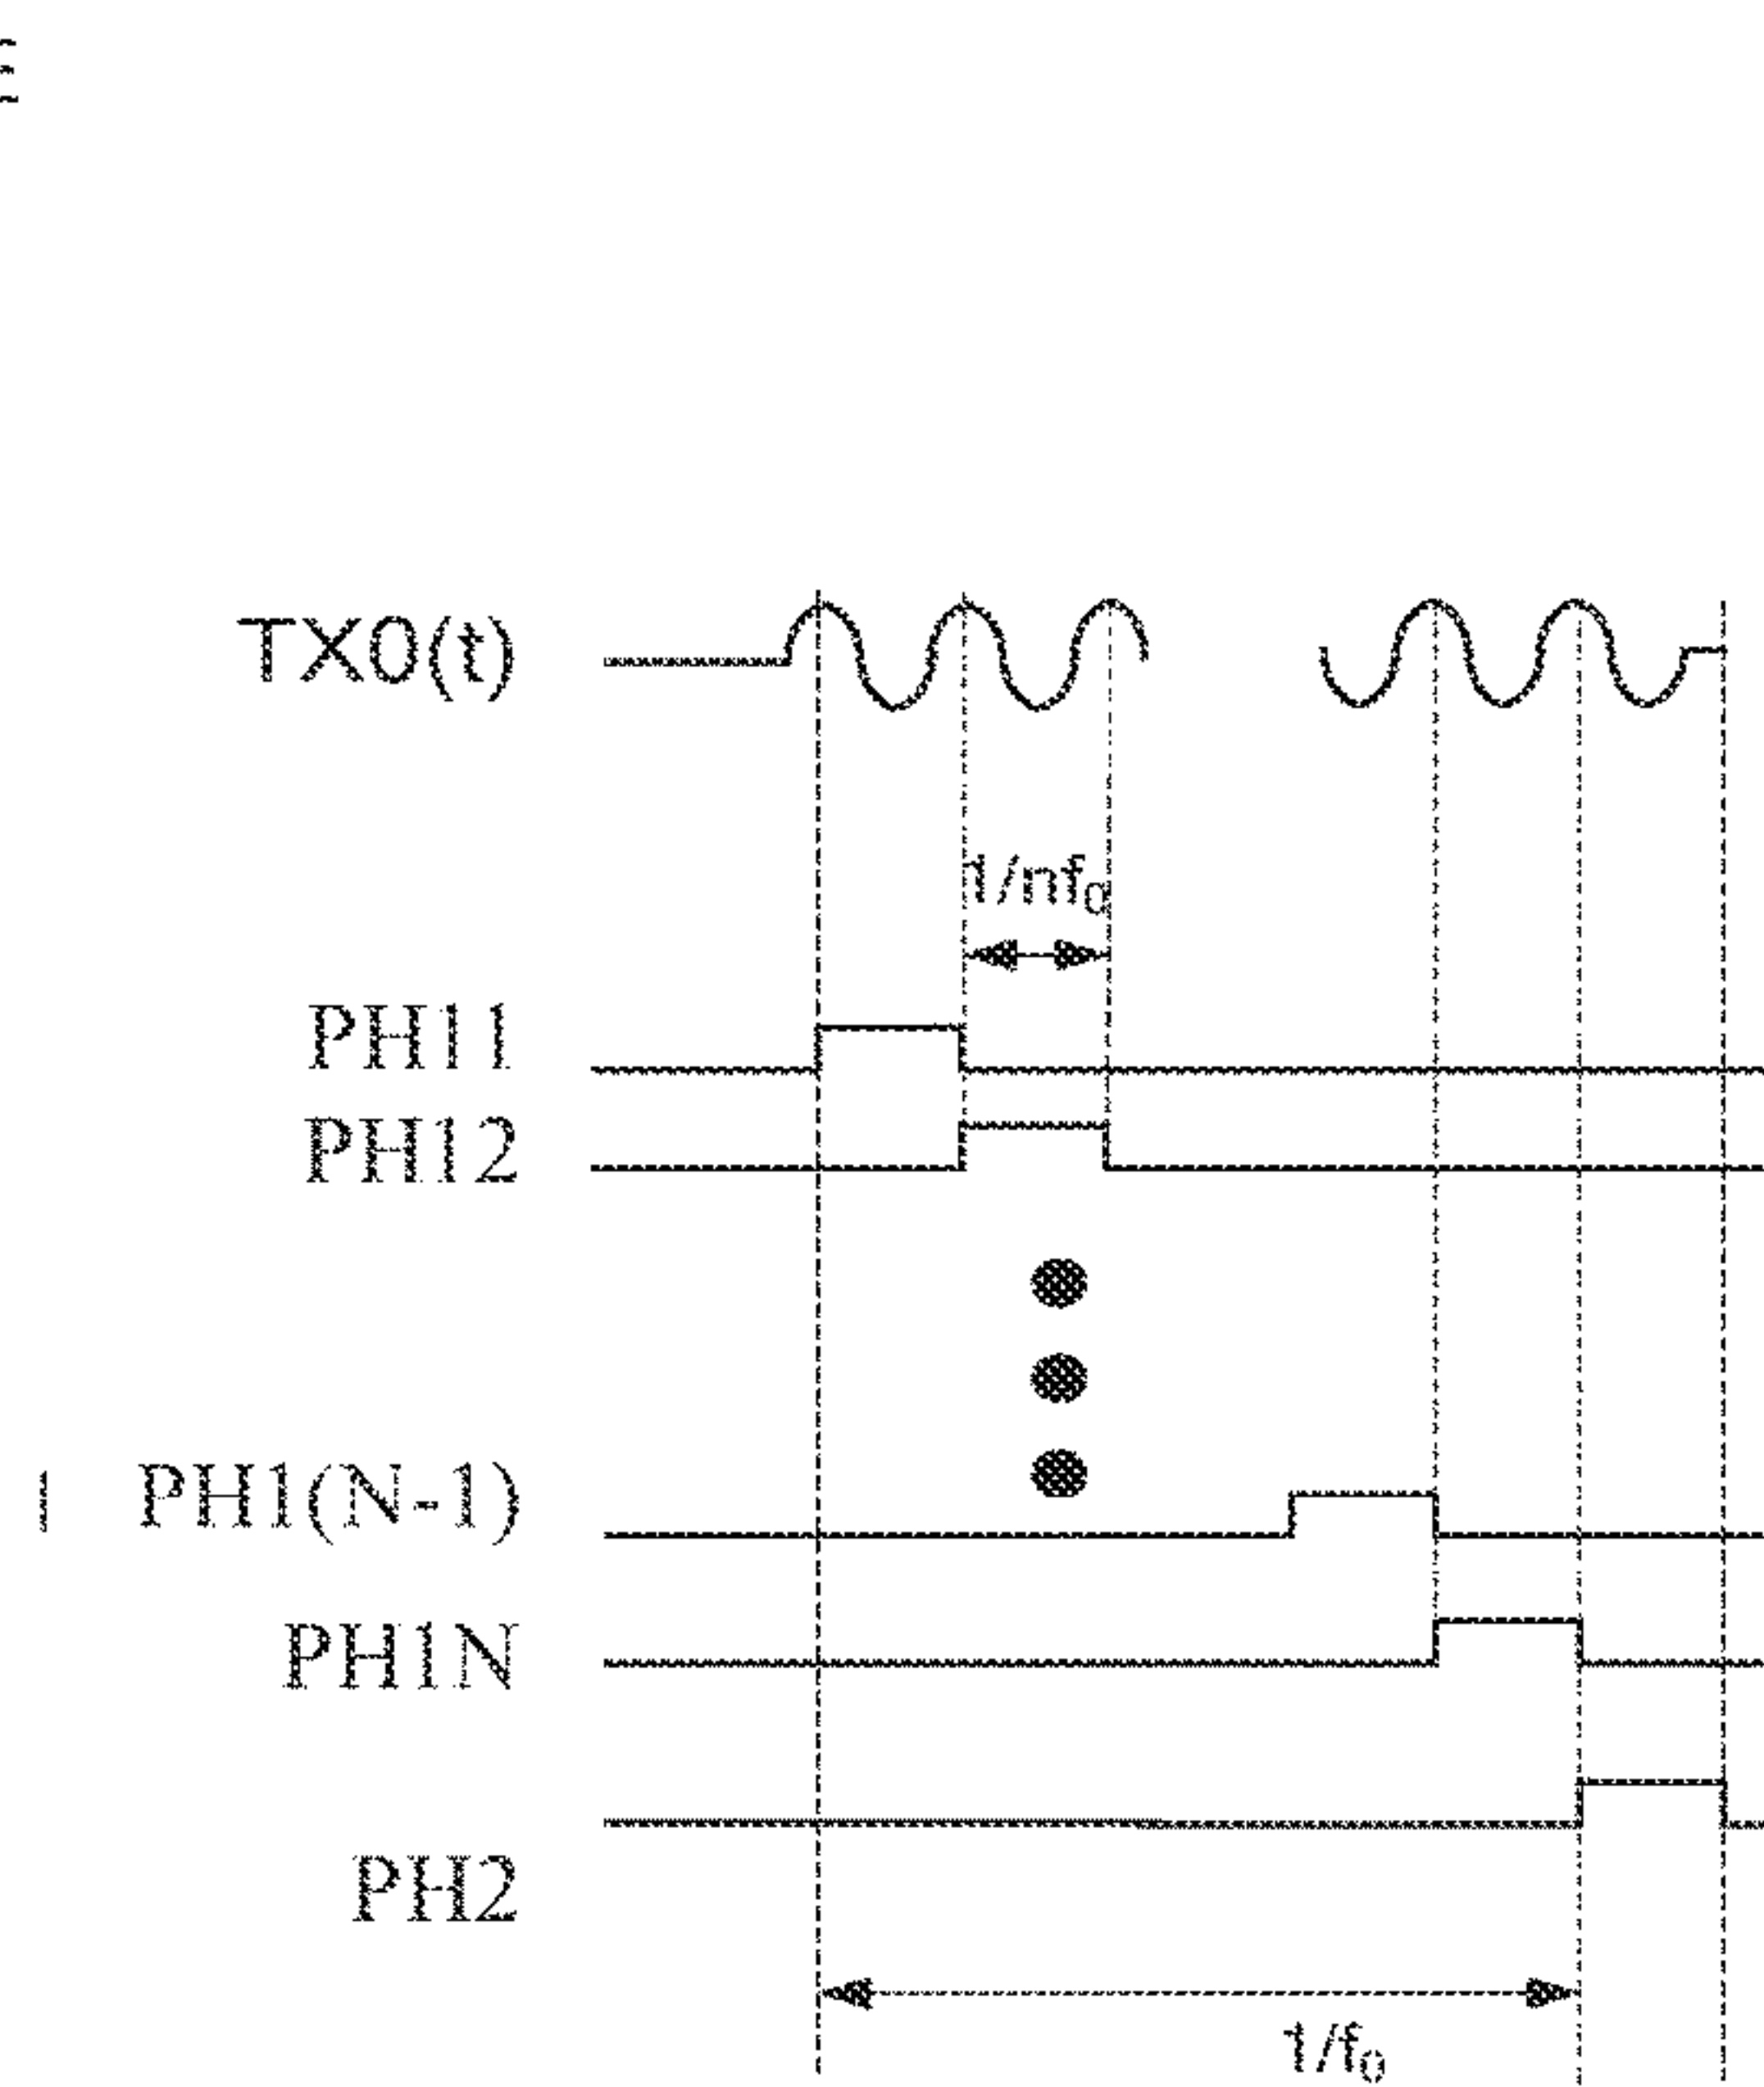 TX0(t)
1/nf₀
PH11
PH12
PH1(N-1)
PH1N
PH2
1/f₀